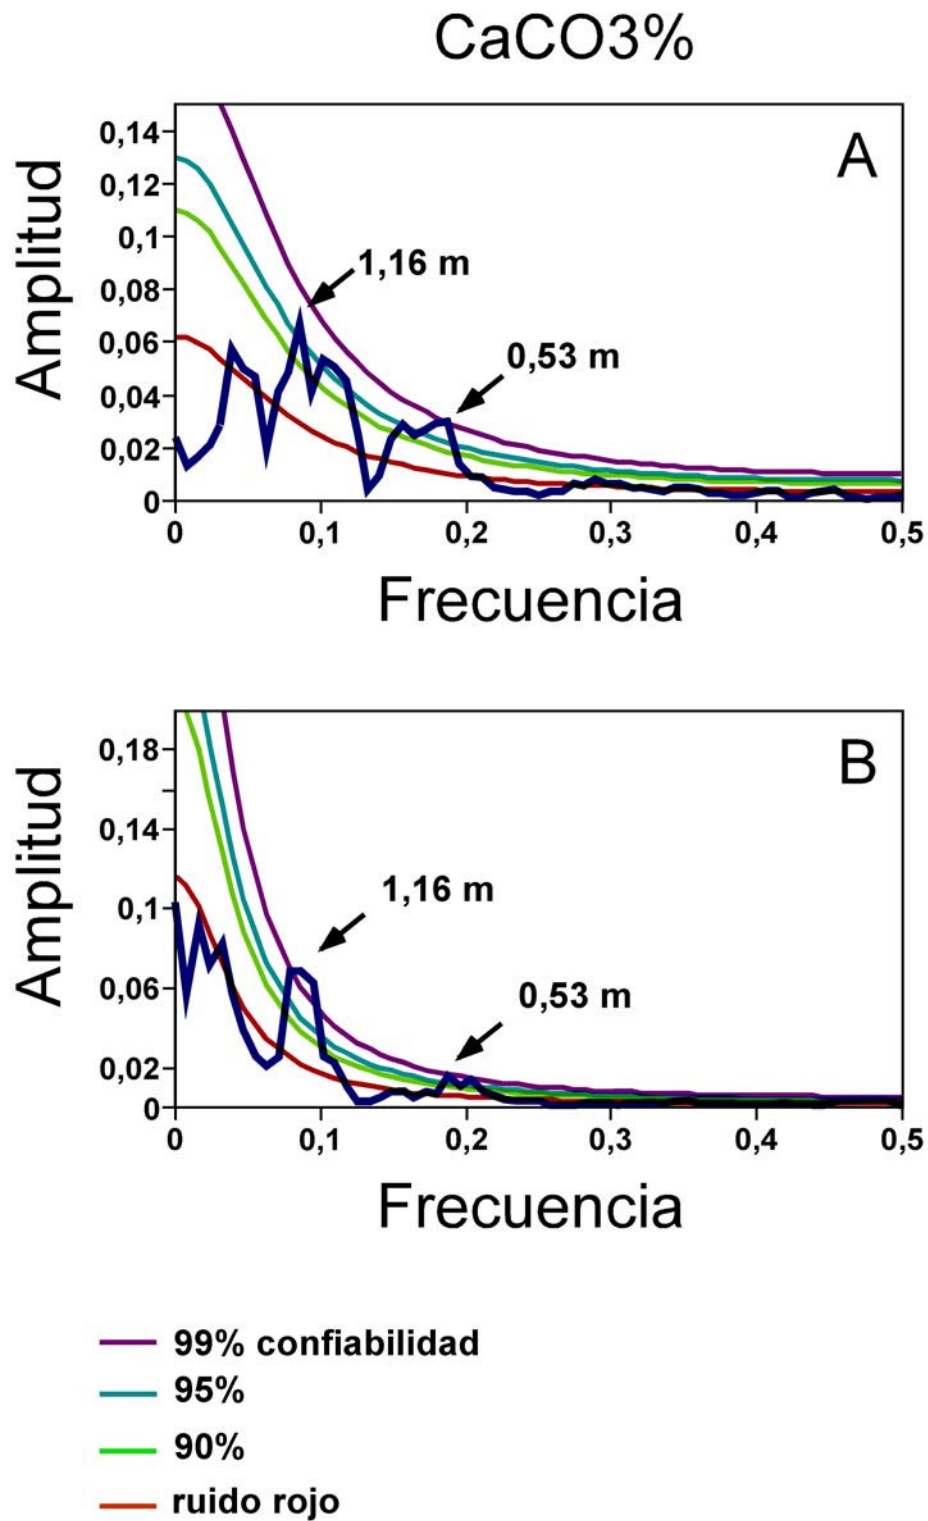 CaCO3%
A
Amplitud
0,14
0,12
0,1
0,08
0,06
0,04
0,02
0
1,16 m
0,53 m
0
0,1
0,2
0,3
0,4
0,5
Frecuencia
B
Amplitud
0,18
0,14
0,1
0,06
0,02
0
1,16 m
0,53 m
0
0,1
0,2
0,3
0,4
0,5
Frecuencia
99% confiabilidad
95%
90%
ruido rojo